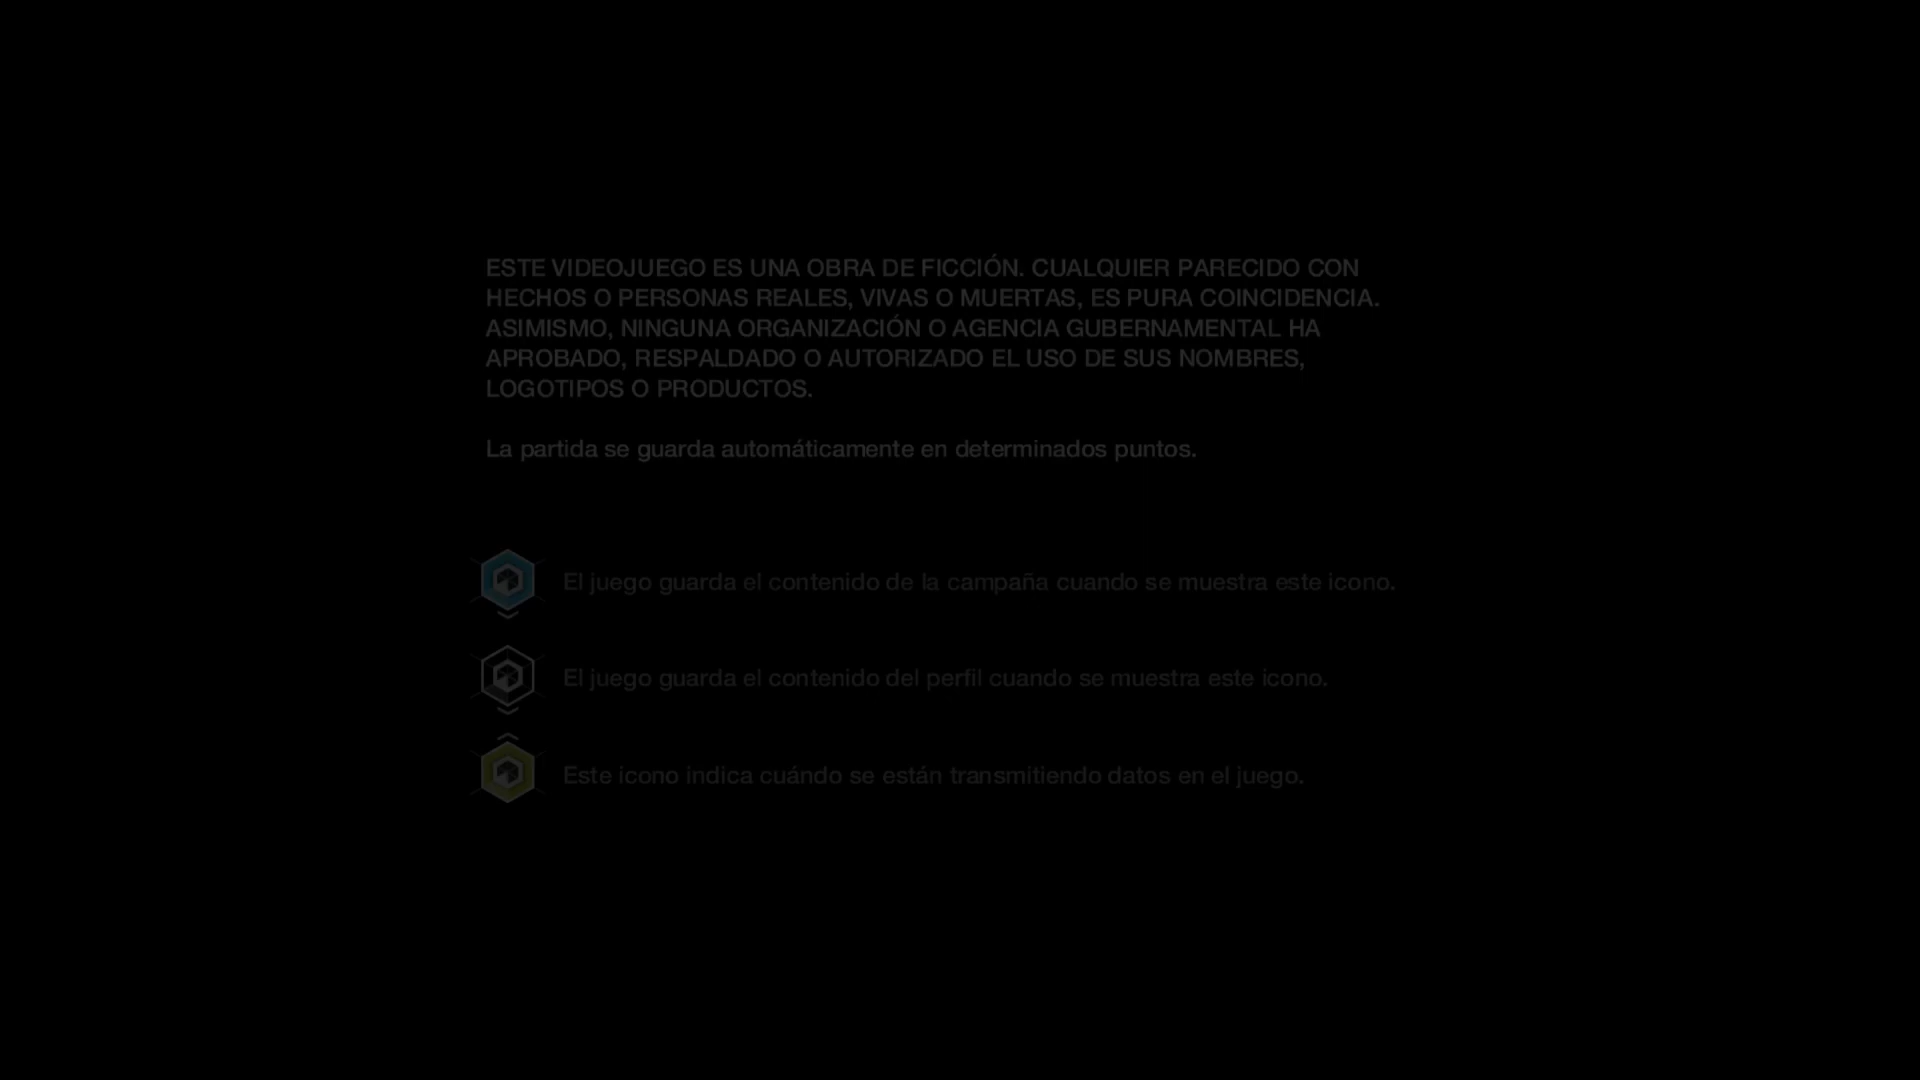 ESTE VIDEOJUEGO ES UNA OBRA DE FICCIÓN. CUALQUIER PARECIDO CON
HECHOS O PERSONAS REALES, VIVAS O MUERTAS, ES PURA COINCIDENCIA.
ASIMISMO, NINGUNA ORGANIZACIÓN O AGENCIA GUBERNAMENTAL HA
APROBADO, RESPALDADO O AUTORIZADO EL USO DE SUS NOMBRES,
LOGOTIPOS O PRODUCTOS.
La partida se guarda automáticamente en determinados puntos.
El juego guarda el contenido de la campaña cuando se muestra este icono.
El juego guarda el contenido del perfil cuando se muestra este icono.
Este icono indica cuándo se están transmitiendo datos en el juego.